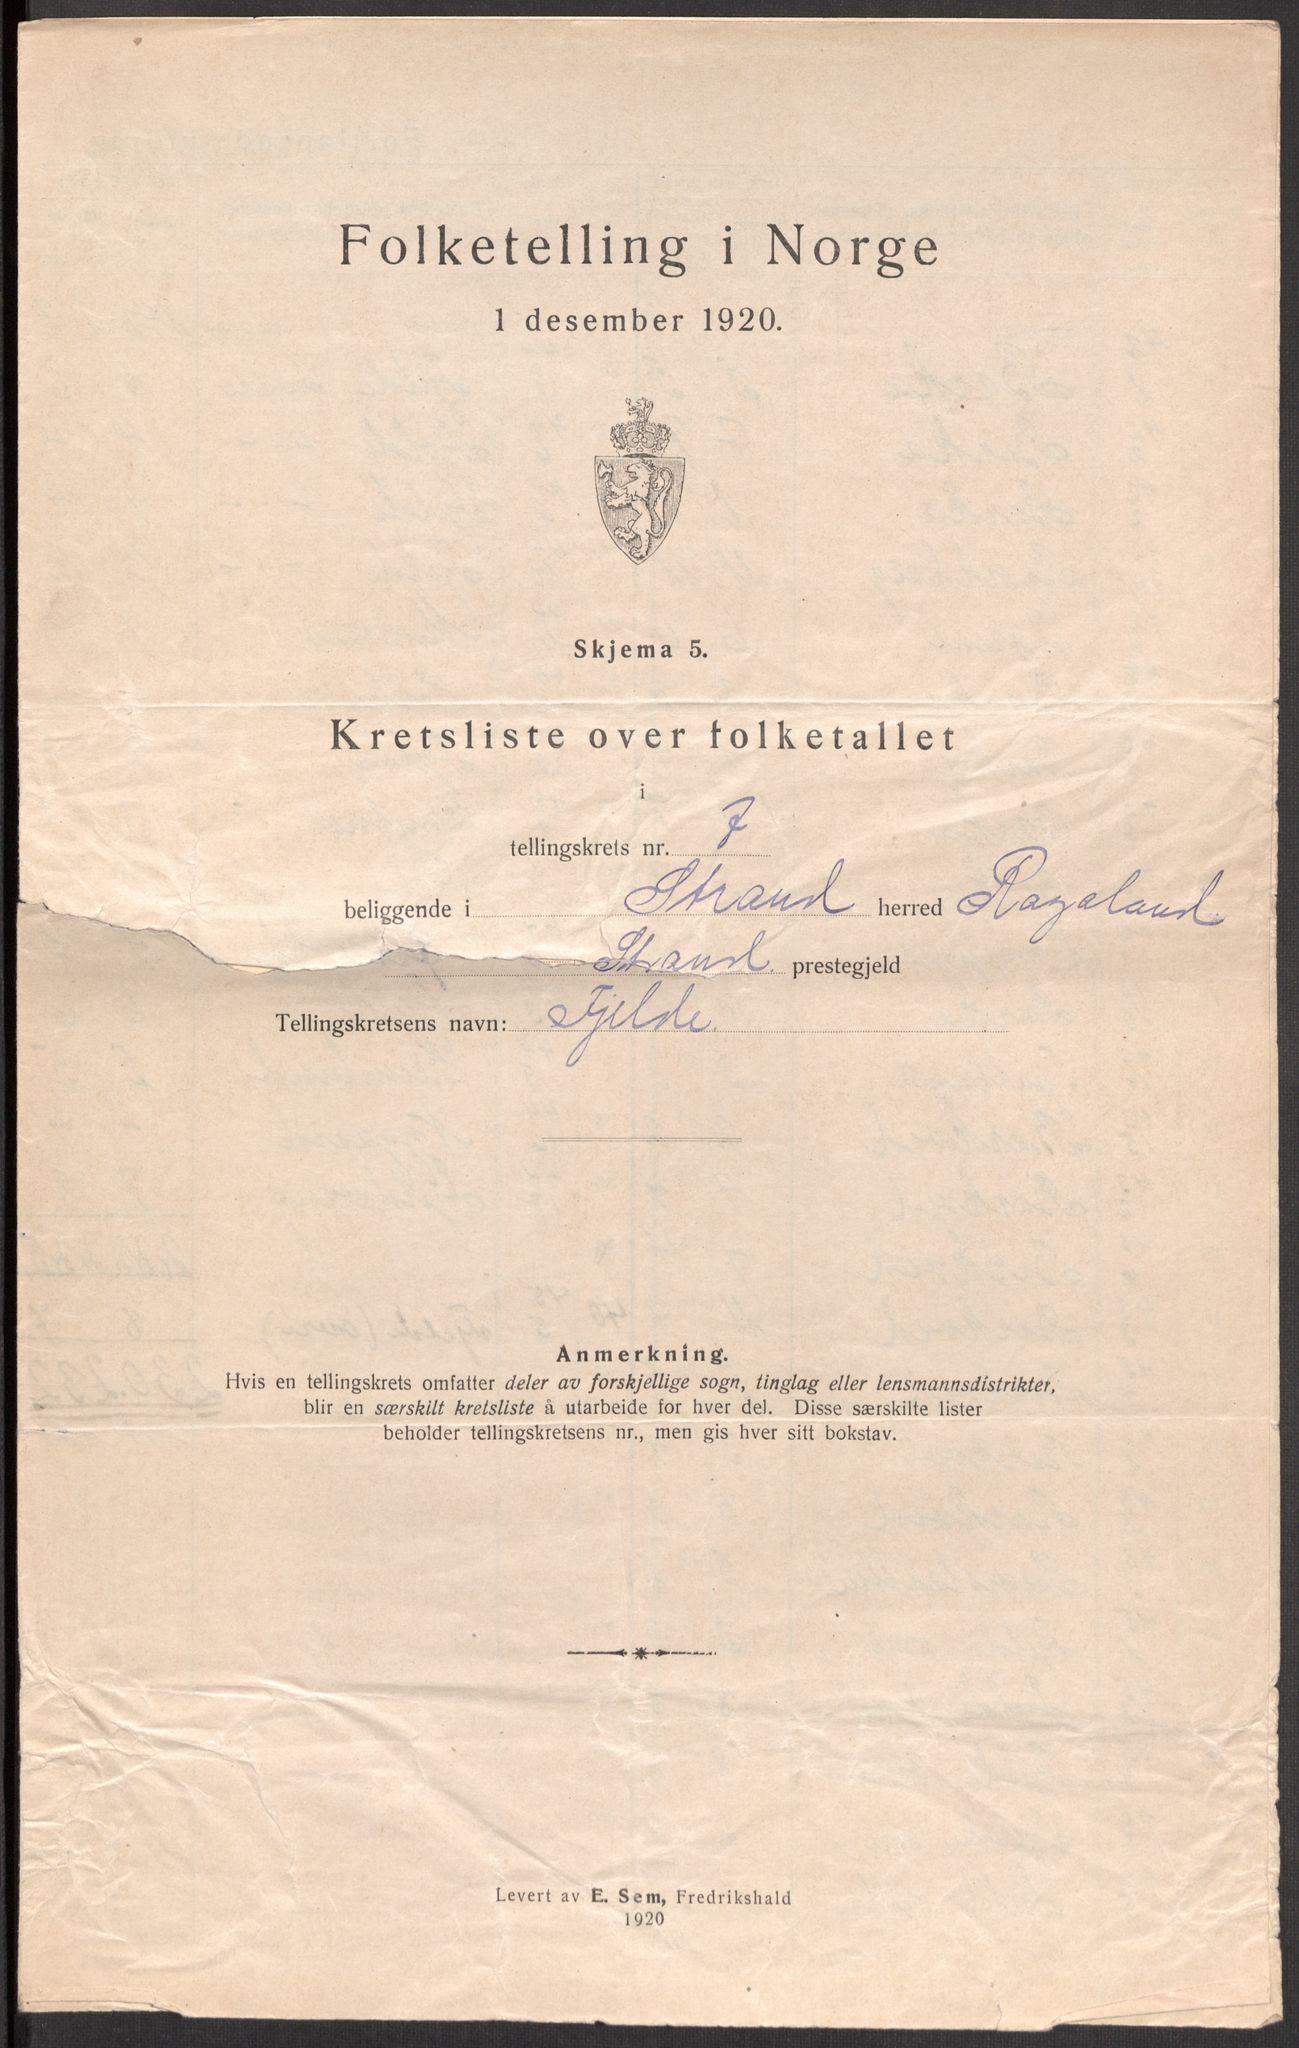 Folketelling i Norge
1 desember 1920.
Skjema 5.
Kretsliste over folketallet
i
tellingskrets nr. 7
beliggende i Strand herred Rogaland
Strand prestegjeld
Tellingskretsens navn: Fjelde.
Anmerkning.
Hvis en tellingskrets omfatter deler av forskjellige sogn, tinglag eller lensmannsdistrikter,
blir en særskilt kretsliste å utarbeide for hver del. Disse særskilte lister
beholder tellingskretsens nr., men gis hver sitt bokstav.
Levert av E. Sem, Fredrikshald
1920